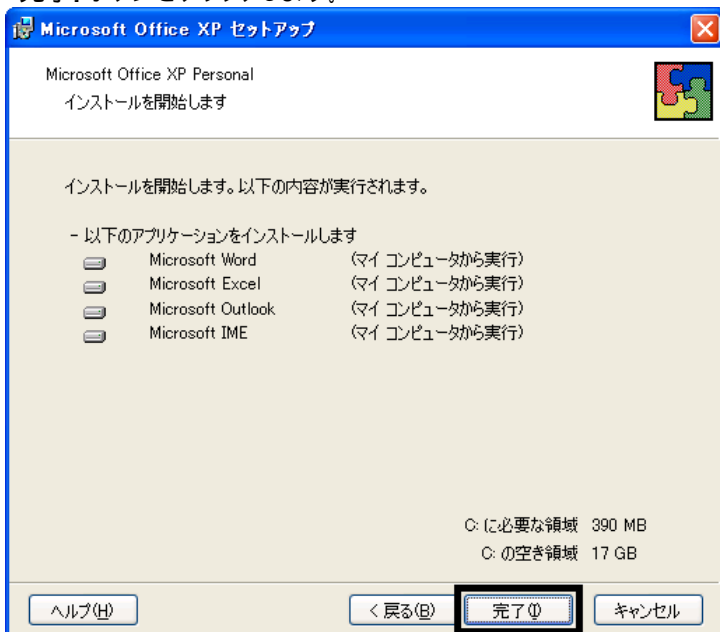 Microsoft Office XP セットアップ
Microsoft Office XP Personal
インストールを開始します
インストールを開始します。以下の内容が実行されます。
- 以下のアプリケーションをインストールします
Microsoft Word (マイ コンピュータから実行)
Microsoft Excel (マイ コンピュータから実行)
Microsoft Outlook (マイ コンピュータから実行)
Microsoft IME (マイ コンピュータから実行)
C: に必要な領域 390 MB
C: の空き領域 17 GB
ヘルプ(H) < 戻る(B) 完了(I) キャンセル